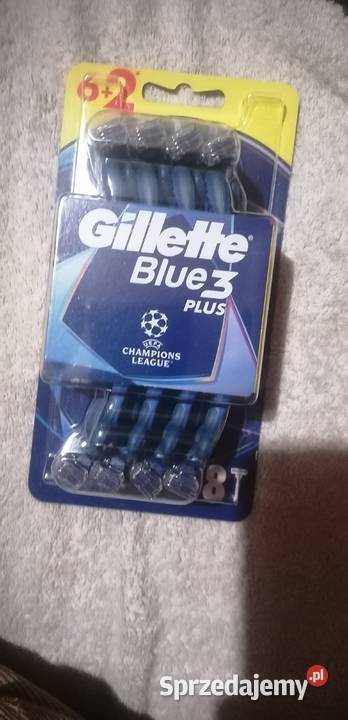 6+2
Gillette®
Blue3
PLUS
UEFA
CHAMPIONS
LEAGUE®
8
Sprzedajemy.pl